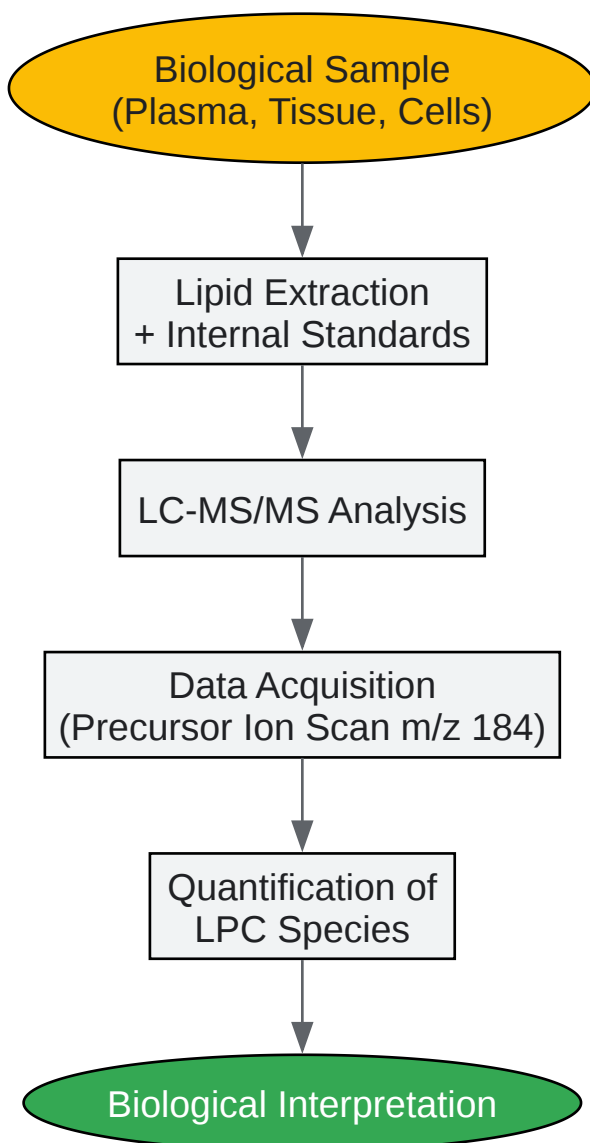 Biological Sample
(Plasma, Tissue, Cells)
Lipid Extraction
+ Internal Standards
LC-MS/MS Analysis
Data Acquisition
(Precursor Ion Scan m/z 184)
Quantification of
LPC Species
Biological Interpretation